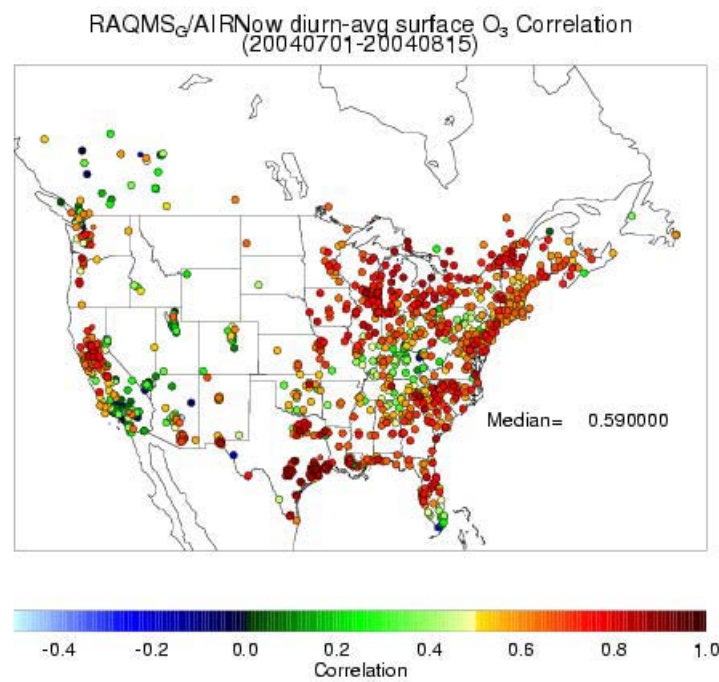 RAQMSG/AIRNow diurn-avg surface O3 Correlation
(20040701-20040815)
Median= 0.590000
-0.4 -0.2 0.0 0.2 0.4 0.6 0.8 1.0
Correlation